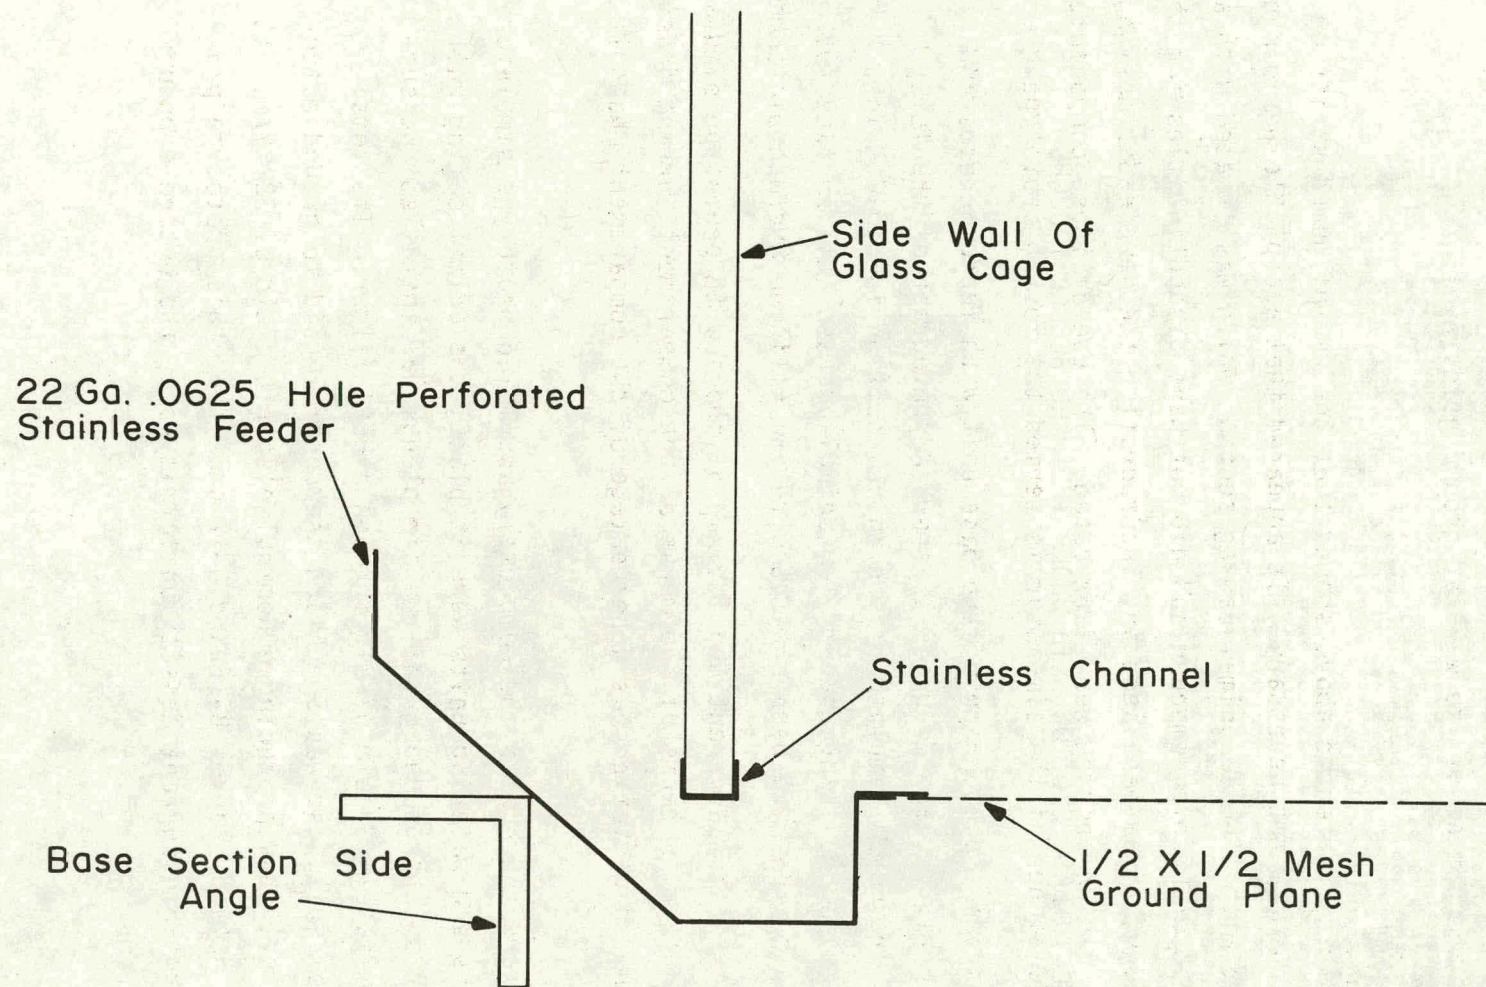 Side Wall Of
Glass Cage
22 Ga. .0625 Hole Perforated
Stainless Feeder
Stainless Channel
Base Section Side
Angle
1/2 X 1/2 Mesh
Ground Plane